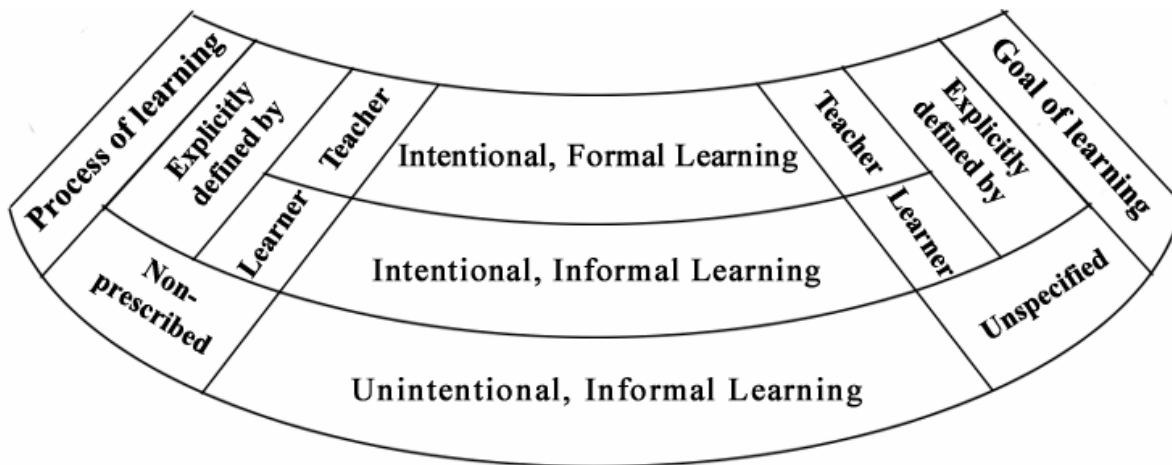 Process of learning
Explicitly
defined by
Teacher
Learner
Non-
prescribed
Intentional, Formal Learning
Intentional, Informal Learning
Unintentional, Informal Learning
Teacher
Learner
Explicitly
defined by
Unspecified
Goal of learning